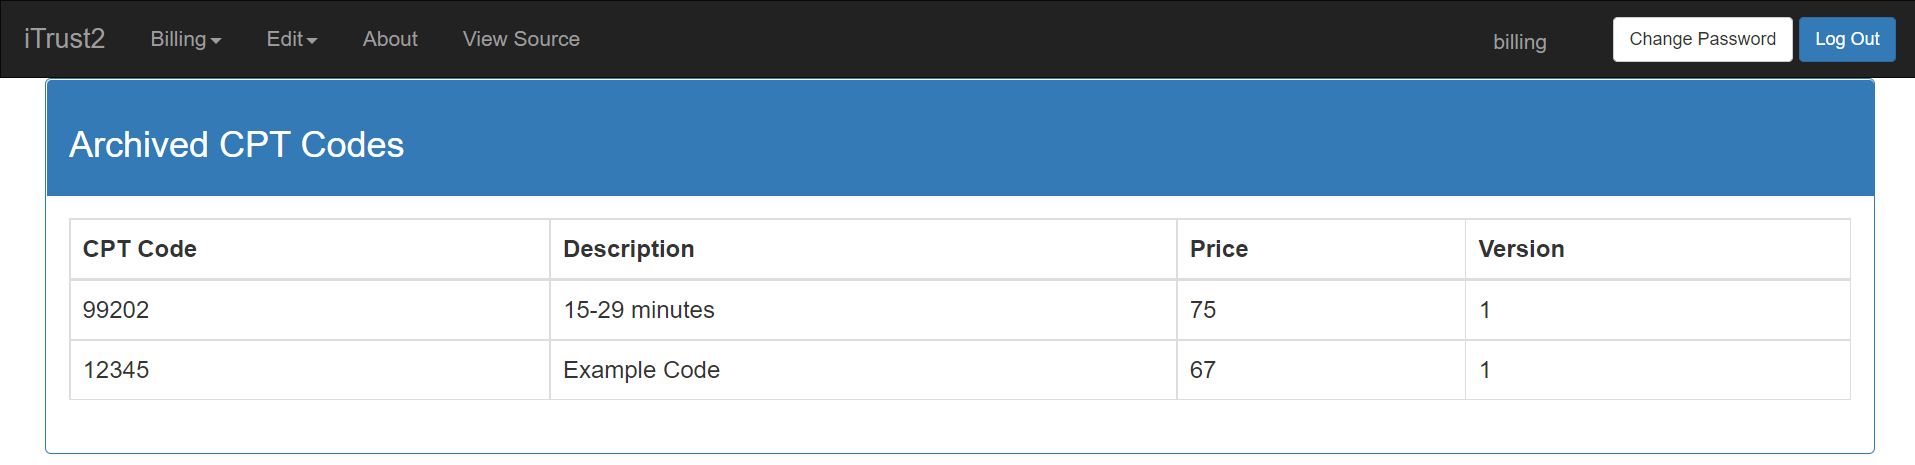 iTrust2 Billing Edit About View Source billing Change Password Log Out
Archived CPT Codes
CPT Code Description Price Version
99202 15-29 minutes 75 1
12345 Example Code 67 1